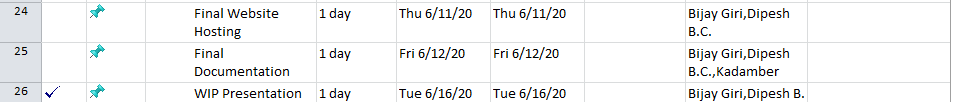 24 Final Website 1 day Thu 6/11/20 Thu 6/11/20 Bijay Giri,Dipesh
Hosting B.C.
25 Final 1 day Fri 6/12/20 Fri 6/12/20 Bijay Giri,Dipesh
Documentation B.C.,Kadamber
26 WIP Presentation 1 day Tue 6/16/20 Tue 6/16/20 Bijay Giri,Dipesh B.